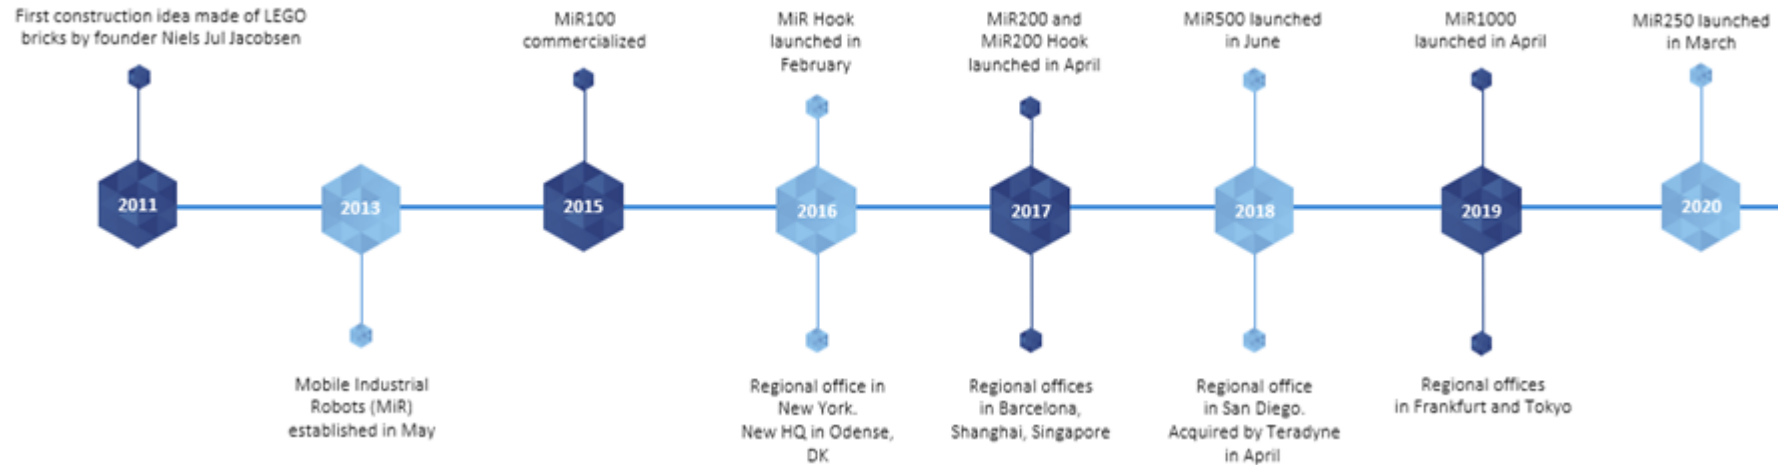 First construction idea made of LEGO
bricks by founder Niels Jul Jacobsen
MiR100
commercialized
MiR Hook
launched in
February
MiR200 and
MiR200 Hook
launched in April
MiR500 launched
in June
MiR1000
launched in April
MiR250 launched
in March
2011
2013
2015
2016
2017
2018
2019
2020
Mobile Industrial
Robots (MiR)
established in May
Regional office in
New York.
New HQ in Odense,
DK
Regional offices
in Barcelona,
Shanghai, Singapore
Regional office
in San Diego.
Acquired by Teradyne
in April
Regional offices
in Frankfurt and Tokyo